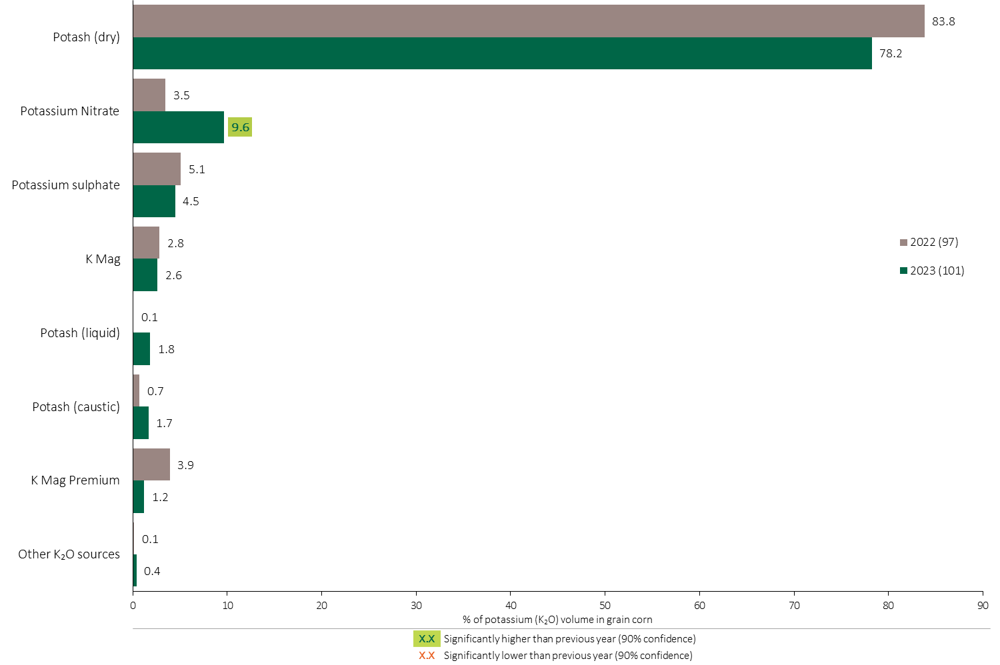 Potash (dry)
83.8
78.2
Potassium Nitrate
3.5
9.6
Potassium sulphate
5.1
4.5
K Mag
2.8
2.6
2022 (97)
2023 (101)
Potash (liquid)
0.1
1.8
Potash (caustic)
0.7
1.7
K Mag Premium
3.9
1.2
Other K₂O sources
0.1
0.4
0 10 20 30 40 50 60 70 80 90
% of potassium (K₂O) volume in grain corn
X.X Significantly higher than previous year (90% confidence)
X.X Significantly lower than previous year (90% confidence)